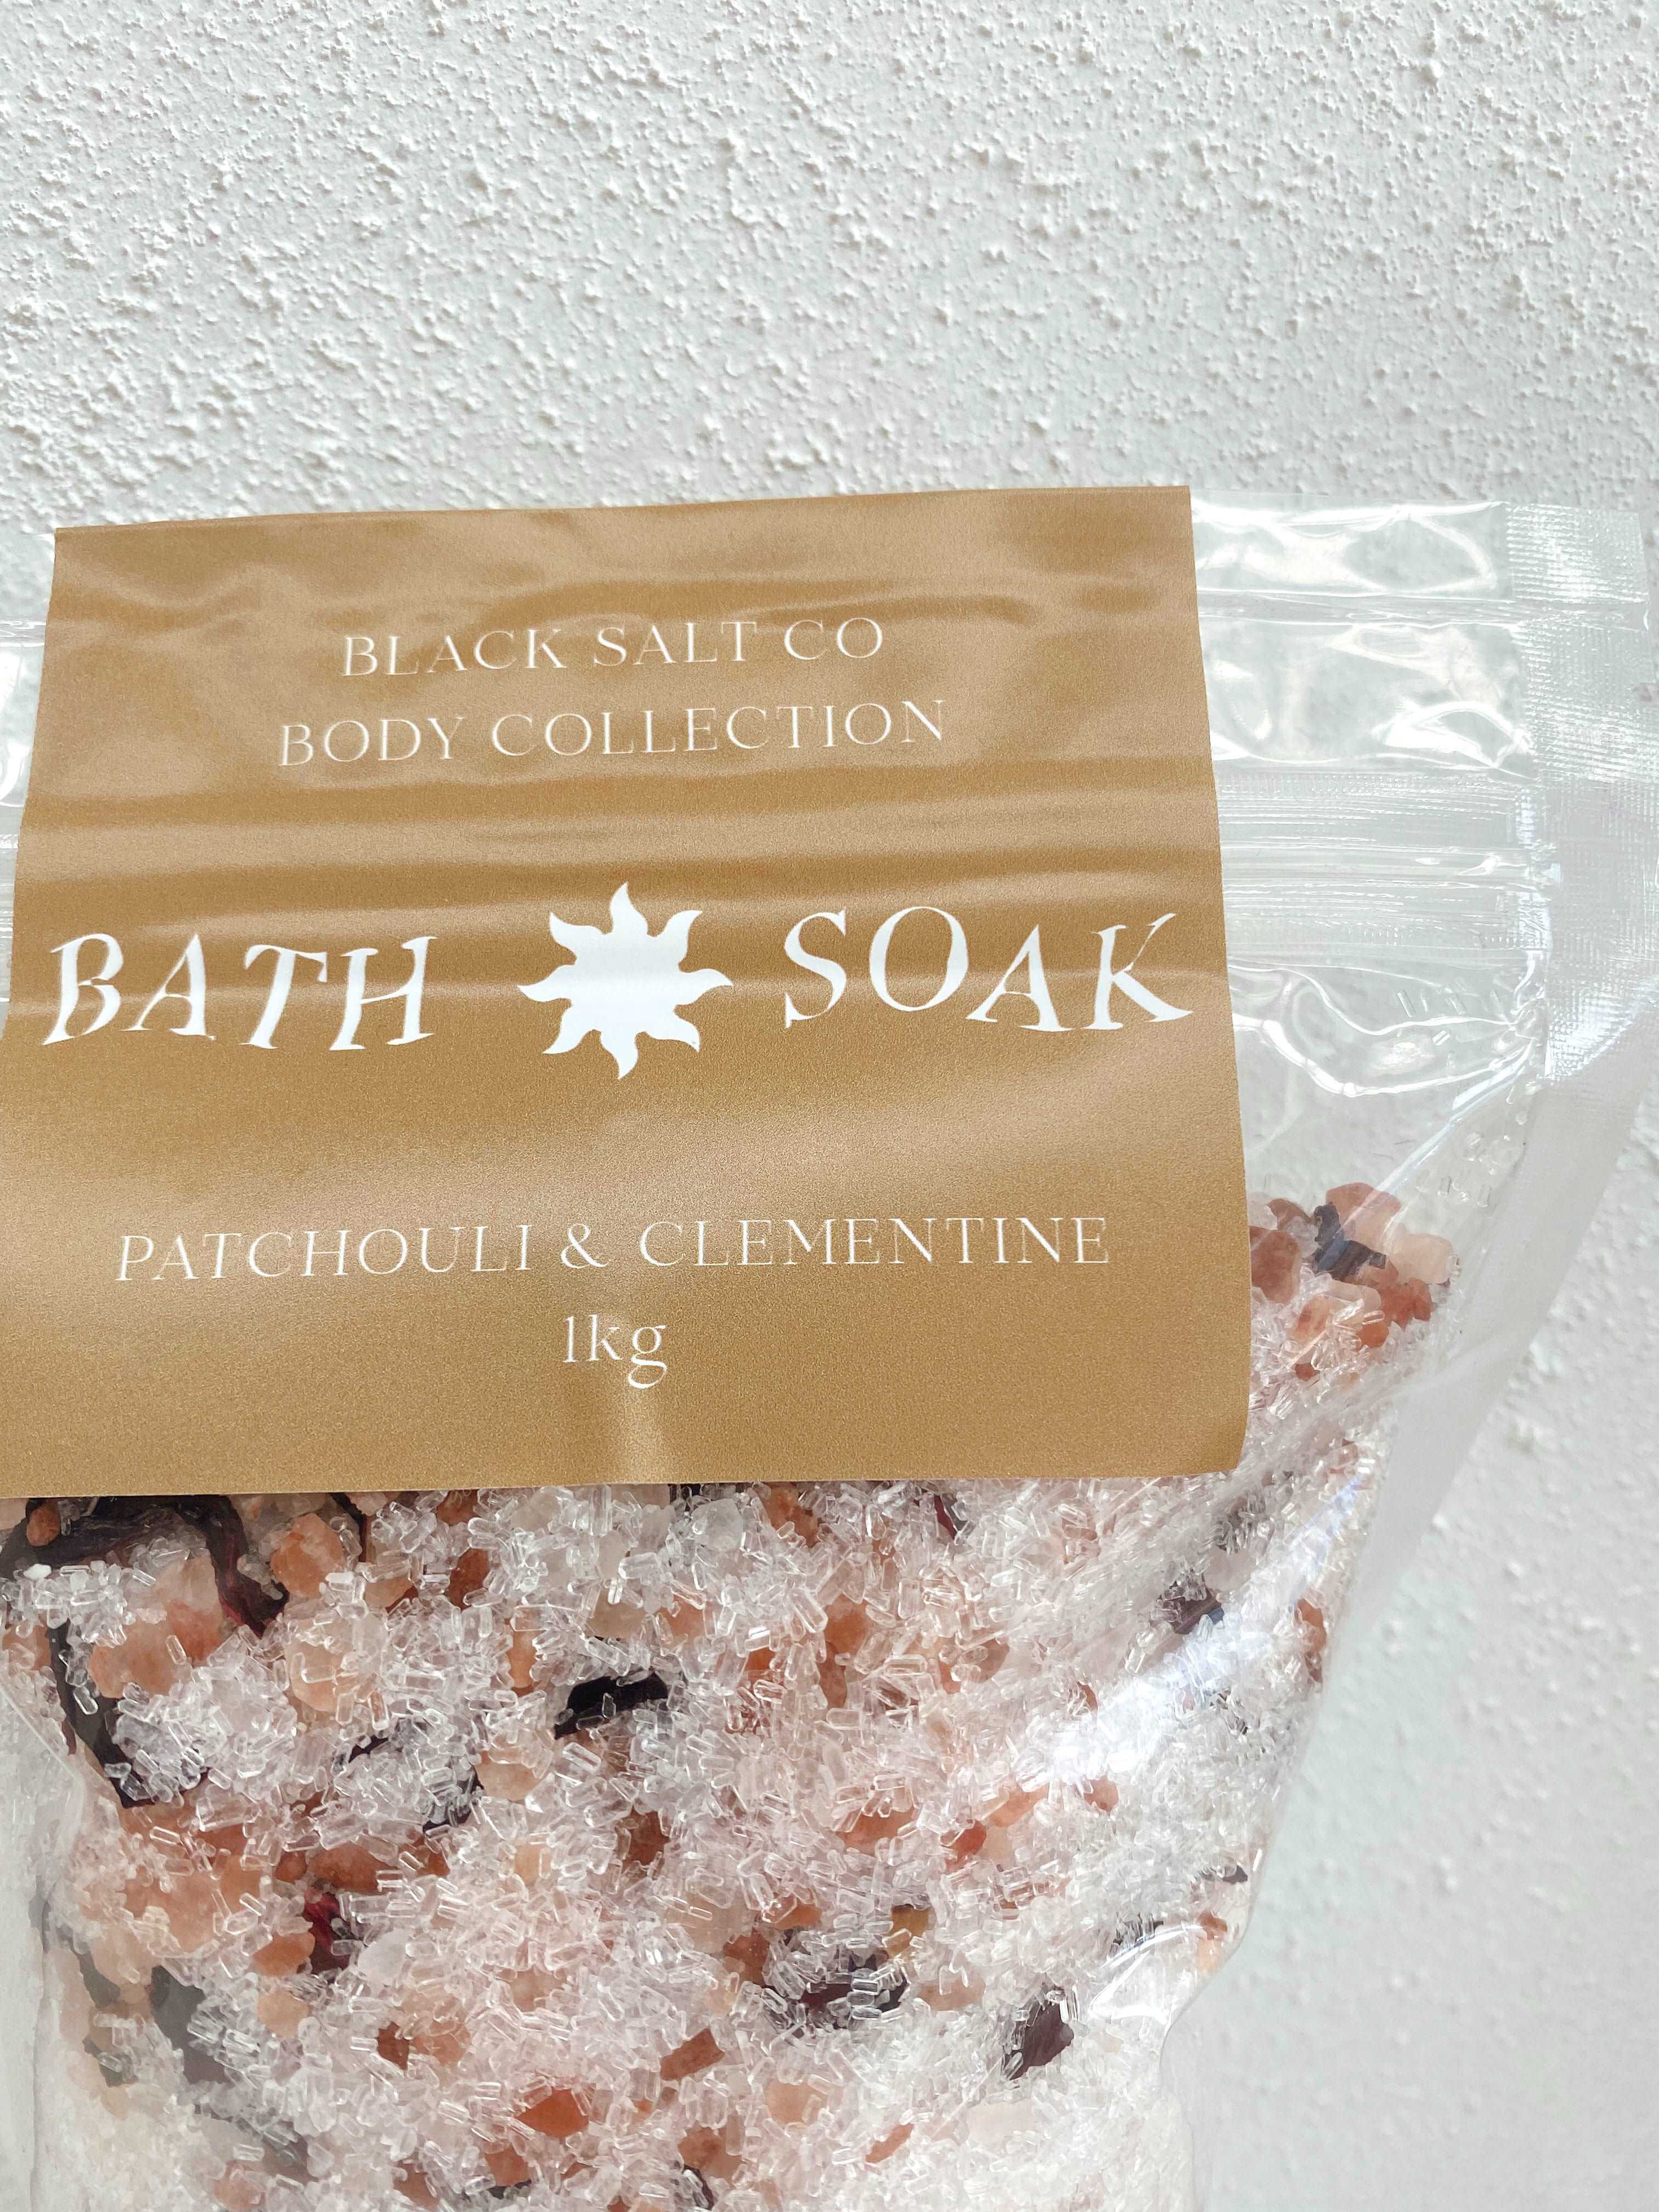 BLACK SALT CO
BODY COLLECTION
BATH SOAK
PATCHOULI & CLEMENTINE
1kg